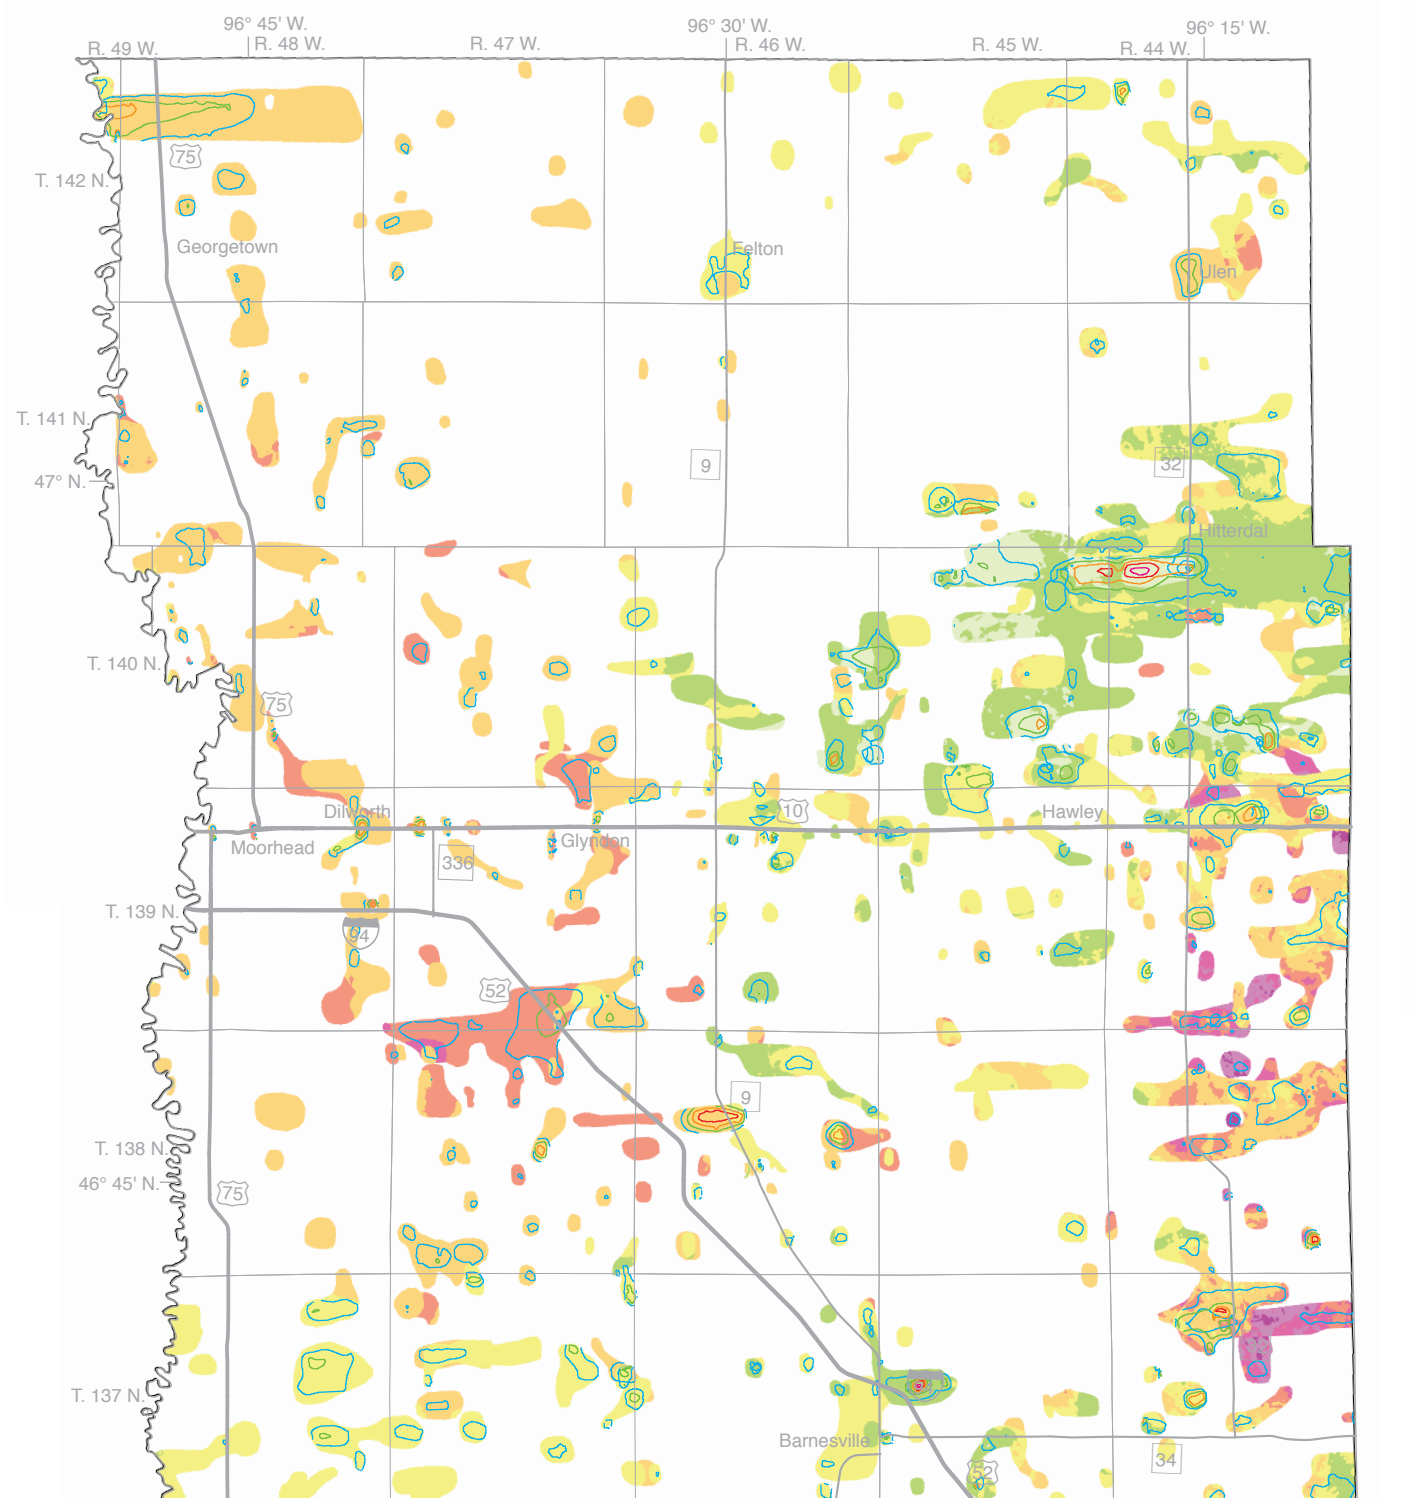 96° 45' W.
96° 30' W.
96° 15' W.
R. 49 W.
R. 48 W.
R. 47 W.
R. 46 W.
R. 45 W.
R. 44 W.
75
T. 142 N.
Georgetown
Felton
Ulen
T. 141 N.
9
32
47° N.
Hitterdal
T. 140 N.
75
Dilworth
10
Hawley
Moorhead
Glyndon
336
T. 139 N.
94
52
9
T. 138 N.
46° 45' N.
75
T. 137 N.
Barnesville
34
52